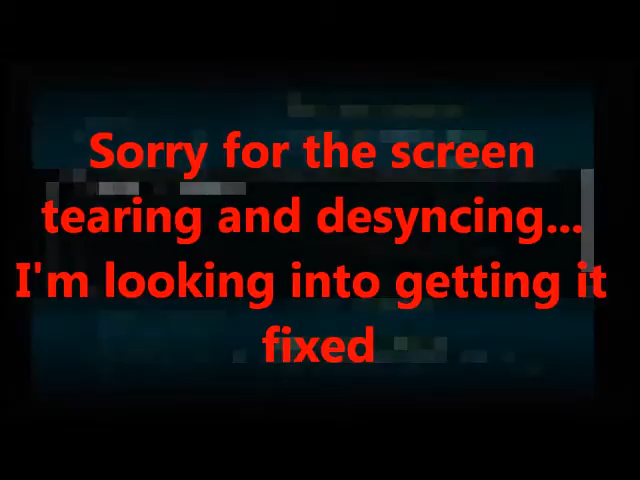 Sorry for the screen
tearing and desyncing...
I'm looking into getting it
fixed